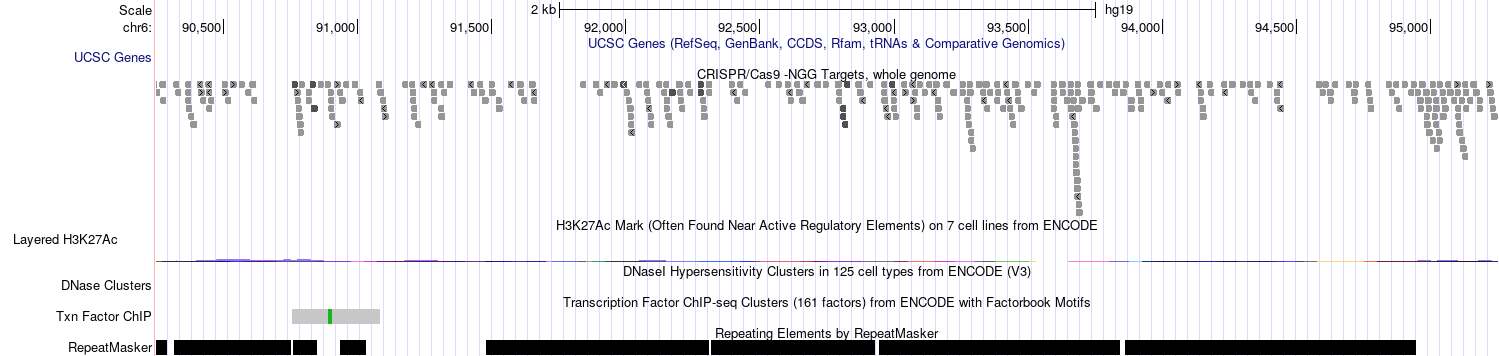 Scale 2 kb hg19
chr6: 90,500 91,000 91,500 92,000 92,500 93,000 93,500 94,000 94,500 95,000
UCSC Genes (RefSeq, GenBank, CCDS, Rfam, tRNAs & Comparative Genomics)
UCSC Genes
CRISPR/Cas9 -NGG Targets, whole genome
H3K27Ac Mark (Often Found Near Active Regulatory Elements) on 7 cell lines from ENCODE
Layered H3K27Ac
DNaseI Hypersensitivity Clusters in 125 cell types from ENCODE (V3)
DNase Clusters
Transcription Factor ChIP-seq Clusters (161 factors) from ENCODE with Factorbook Motifs
Txn Factor ChIP
Repeating Elements by RepeatMasker
RepeatMasker